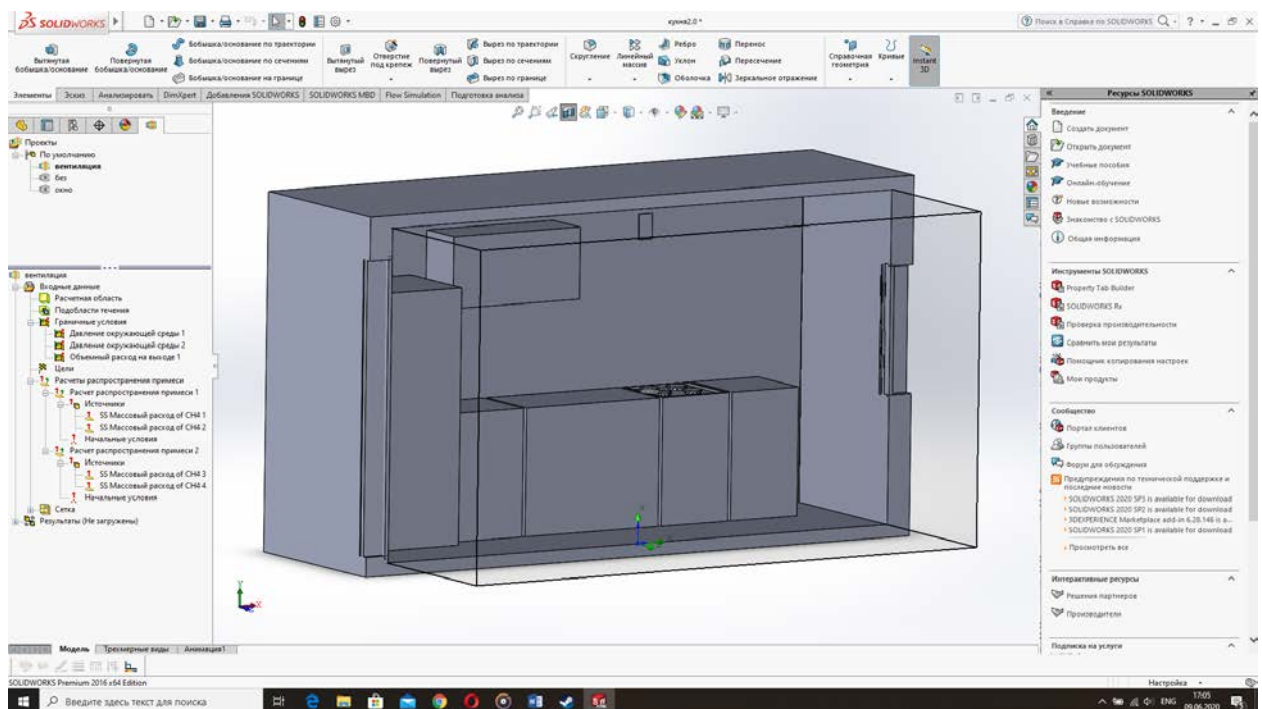 SOLIDWORKS
кухня2.0 *
Поиск в Справке по SOLIDWORKS
Вытянутая бобышка/основание
Повернутая бобышка/основание
Бобышка/основание по траектории
Бобышка/основание по сечениям
Бобышка/основание на границе
Вытянутый вырез
Отверстие под крепеж
Повернутый вырез
Вырез по траектории
Вырез по сечениям
Вырез по границе
Скругление
Линейный массив
Ребро
Уклон
Оболочка
Перенос
Пересечение
Зеркальное отражение
Справочная геометрия
Кривые
Instant 3D
Элементы
Эскиз
Анализировать
DimXpert
Добавления SOLIDWORKS
SOLIDWORKS MBD
Flow Simulation
Подготовка анализа
Проекты
По умолчанию
вентиляция
без
окно
вентиляция
Входные данные
Расчетная область
Подобласти течения
Граничные условия
Давление окружающей среды 1
Давление окружающей среды 2
Объемный расход на выходе 1
Цели
Расчеты распространения примеси
Расчет распространения примеси 1
Источники
SS Массовый расход of CH4 1
SS Массовый расход of CH4 2
Начальные условия
Расчет распространения примеси 2
Источники
SS Массовый расход of CH4 3
SS Массовый расход of CH4 4
Начальные условия
Сетка
Результаты (Не загружены)
Ресурсы SOLIDWORKS
Введение
Создать документ
Открыть документ
Учебные пособия
Онлайн-обучение
Новые возможности
Знакомство с SOLIDWORKS
Общая информация
Инструменты SOLIDWORKS
Property Tab Builder
SOLIDWORKS Rx
Проверка производительности
Сравнить мои результаты
Помощник копирования настроек
Мои продукты
Сообщество
Портал клиентов
Группы пользователей
Форум для обсуждения
Предупреждения по технической поддержке и
последние новости
SOLIDWORKS 2020 SP3 is available for download
SOLIDWORKS 2020 SP2 is available for download
3DEXPERIENCE Marketplace add-in 6.28.146 is a...
SOLIDWORKS 2020 SP1 is available for download
Просмотреть все
Интерактивные ресурсы
Решения партнеров
Производители
Подписка на услуги
Y
X
Модель
Трехмерные виды
Анимация1
SOLIDWORKS Premium 2016 x64 Edition
Настройка
Введите здесь текст для поиска
ENG
17:05
09.06.2020